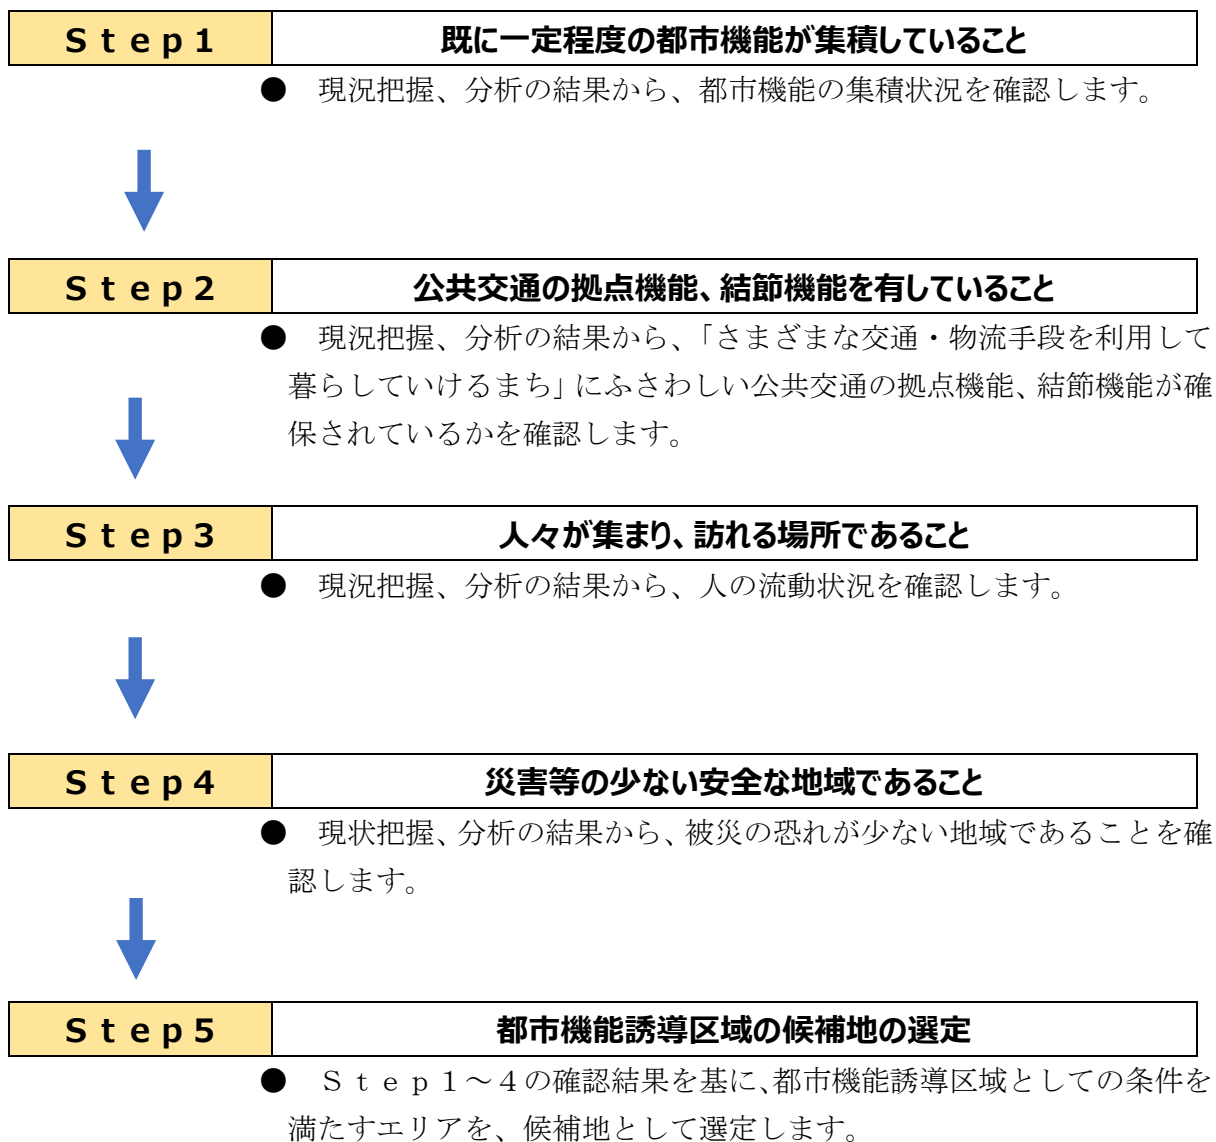 Ｓｔｅｐ１ 既に一定程度の都市機能が集積していること
● 現況把握、分析の結果から、都市機能の集積状況を確認します。
Ｓｔｅｐ２ 公共交通の拠点機能、結節機能を有していること
● 現況把握、分析の結果から、「さまざまな交通・物流手段を利用して
暮らしていけるまち」にふさわしい公共交通の拠点機能、結節機能が確
保されているかを確認します。
Ｓｔｅｐ３ 人々が集まり、訪れる場所であること
● 現況把握、分析の結果から、人の流動状況を確認します。
Ｓｔｅｐ４ 災害等の少ない安全な地域であること
● 現状把握、分析の結果から、被災の恐れが少ない地域であることを確
認します。
Ｓｔｅｐ５ 都市機能誘導区域の候補地の選定
● Ｓｔｅｐ１～４の確認結果を基に、都市機能誘導区域としての条件を
満たすエリアを、候補地として選定します。